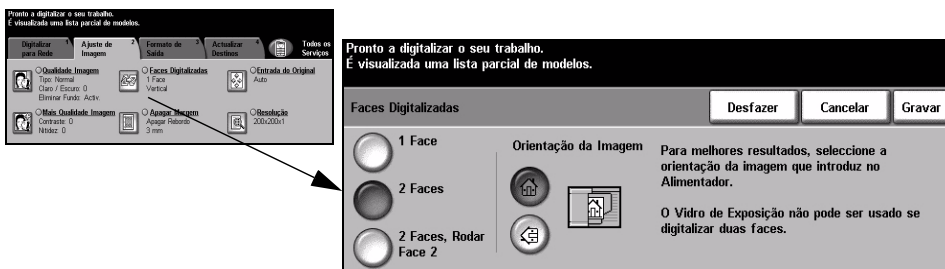 Pronto a digitalizar o seu trabalho.
É visualizada uma lista parcial de modelos.
Digitalizar para Rede
1
Ajuste de Imagem
2
Formato de Saída
3
Actualizar Destinos
4
Todos os Serviços
Qualidade Imagem
Tipo: Normal
Claro / Escuro: 0
Eliminar Fundo: Activ.
Faces Digitalizadas
1 Face
Vertical
Entrada do Original
Auto
Mais Qualidade Imagem
Contraste: 0
Nitidez: 0
Apagar Margem
Apagar Rebordo
3 mm
Resolução
200x200x1
Pronto a digitalizar o seu trabalho.
É visualizada uma lista parcial de modelos.
Faces Digitalizadas
Desfazer
Cancelar
Gravar
1 Face
2 Faces
2 Faces, Rodar
Face 2
Orientação da Imagem
Para melhores resultados, seleccione a
orientação da imagem que introduz no
Alimentador.
O Vidro de Exposição não pode ser usado se
digitalizar duas faces.